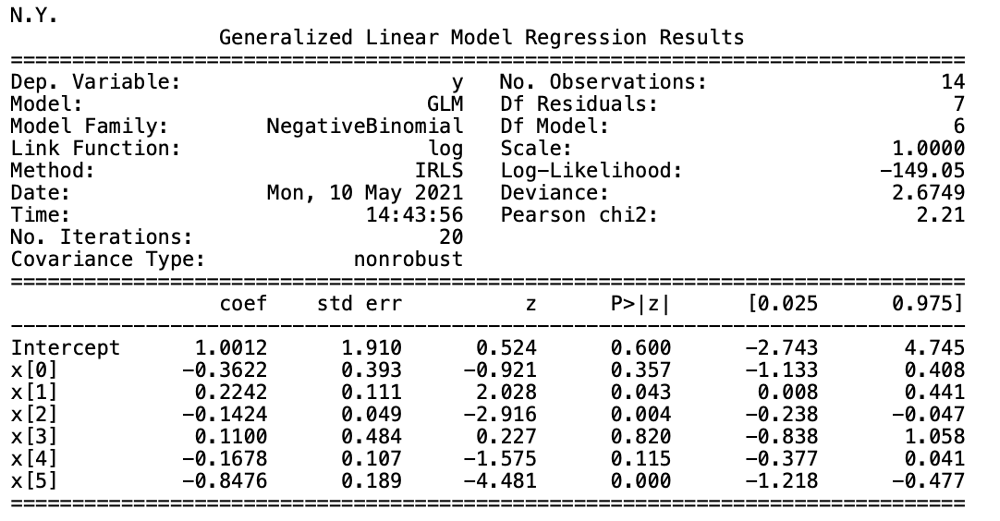 N.Y.
Generalized Linear Model Regression Results
==============================================================================
Dep. Variable: y No. Observations: 14
Model: GLM Df Residuals: 7
Model Family: NegativeBinomial Df Model: 6
Link Function: log Scale: 1.0000
Method: IRLS Log-Likelihood: -149.05
Date: Mon, 10 May 2021 Deviance: 2.6749
Time: 14:43:56 Pearson chi2: 2.21
No. Iterations: 20
Covariance Type: nonrobust
==============================================================================
coef std err z P>|z| [0.025 0.975]
------------------------------------------------------------------------------
Intercept 1.0012 1.910 0.524 0.600 -2.743 4.745
x[0] -0.3622 0.393 -0.921 0.357 -1.133 0.408
x[1] 0.2242 0.111 2.028 0.043 0.008 0.441
x[2] -0.1424 0.049 -2.916 0.004 -0.238 -0.047
x[3] 0.1100 0.484 0.227 0.820 -0.838 1.058
x[4] -0.1678 0.107 -1.575 0.115 -0.377 0.041
x[5] -0.8476 0.189 -4.481 0.000 -1.218 -0.477
==============================================================================